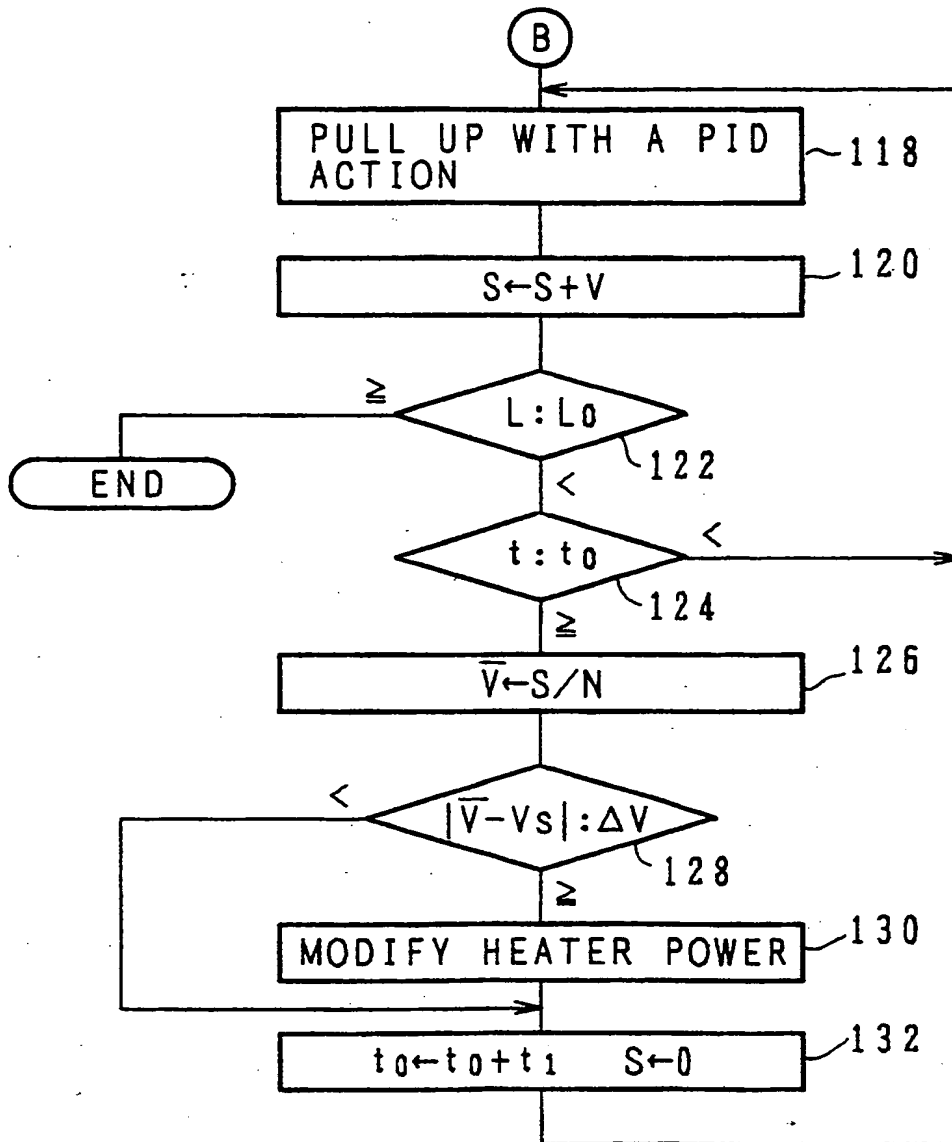 B
PULL UP WITH A PID
ACTION
118
S←S+V
120
≧
L:L0
122
END
<
t:t0
<
124
≧
V̅←S/N
126
<
|V̅-Vs|:ΔV
128
≧
MODIFY HEATER POWER
130
t0←t0+t1 S←0
132